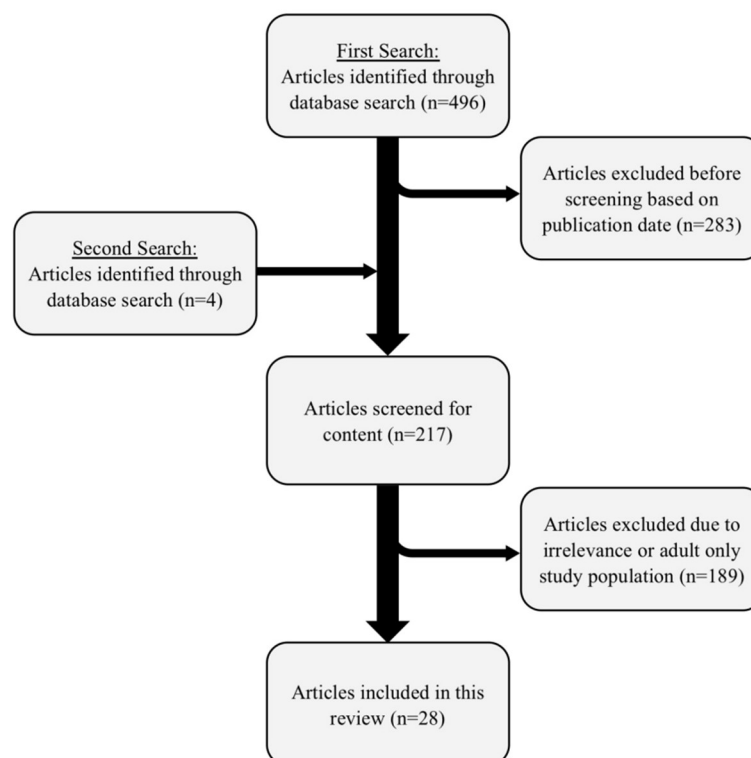 First Search:
Articles identified through
database search (n=496)
Articles excluded before
screening based on
publication date (n=283)
Second Search:
Articles identified through
database search (n=4)
Articles screened for
content (n=217)
Articles excluded due to
irrelevance or adult only
study population (n=189)
Articles included in this
review (n=28)